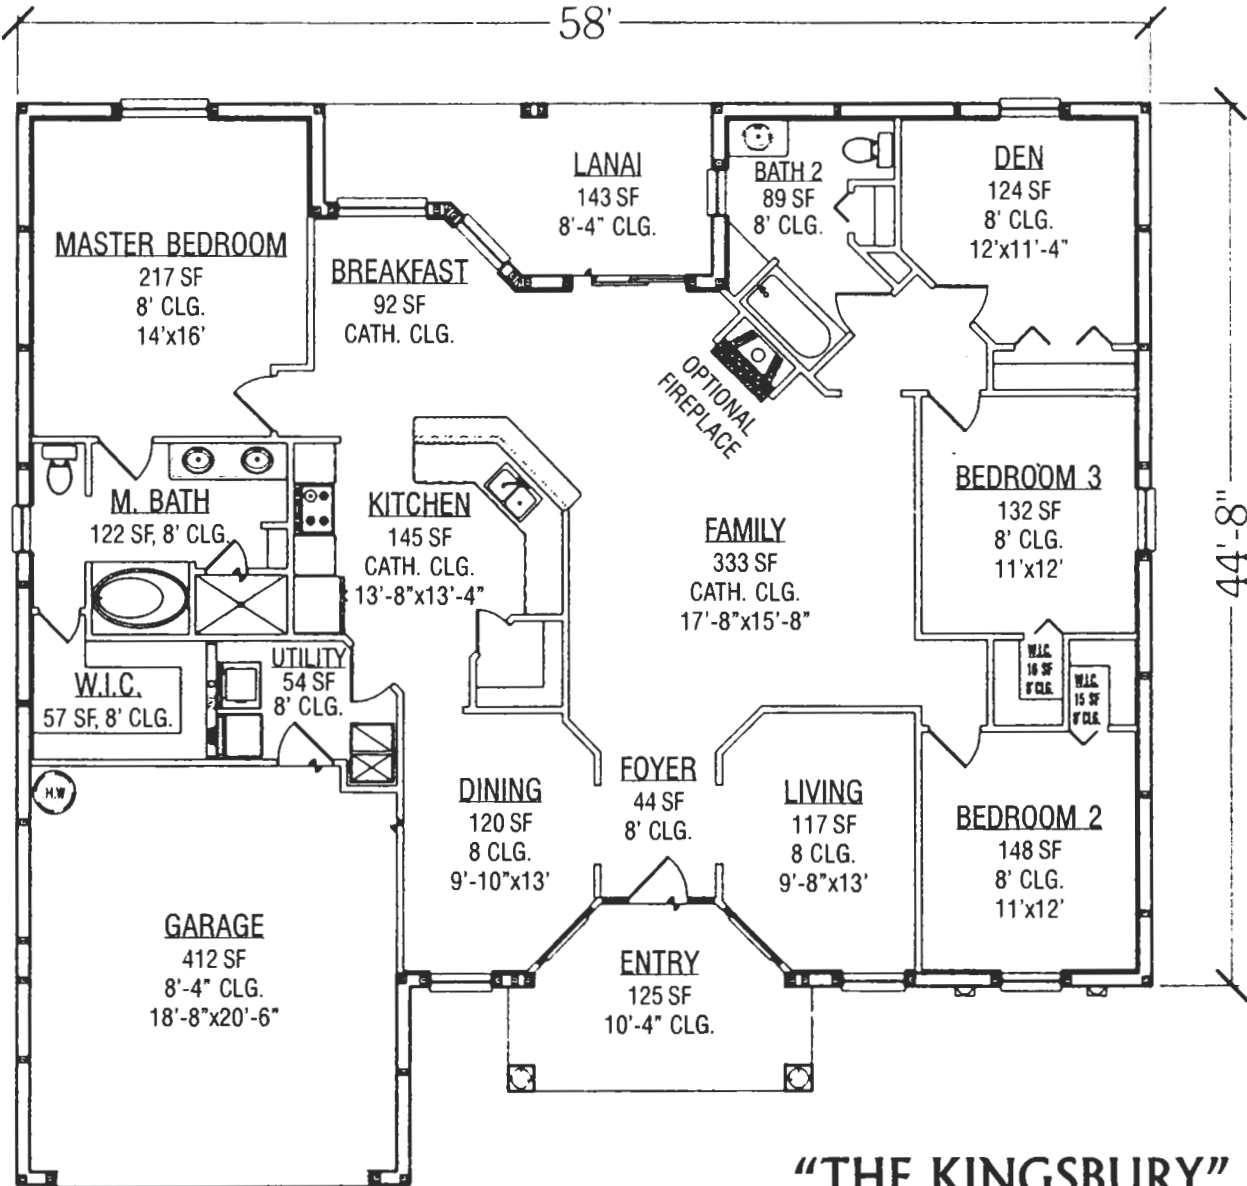 58'
LANAI
143 SF
8'-4" CLG.
BATH 2
89 SF
8' CLG.
DEN
124 SF
8' CLG.
12'x11'-4"
MASTER BEDROOM
217 SF
8' CLG.
14'x16'
BREAKFAST
92 SF
CATH. CLG.
OPTIONAL
FIREPLACE
M. BATH
122 SF, 8' CLG.
KITCHEN
145 SF
CATH. CLG.
13'-8"x13'-4"
FAMILY
333 SF
CATH. CLG.
17'-8"x15'-8"
BEDROOM 3
132 SF
8' CLG.
11'x12'
44'-8"
W.I.C.
57 SF, 8' CLG.
UTILITY
54 SF
8' CLG.
W.I.C.
16 SF
8' CLG.
W.I.C.
15 SF
8' CLG.
H.W
DINING
120 SF
8 CLG.
9'-10"x13'
FOYER
44 SF
8' CLG.
LIVING
117 SF
8 CLG.
9'-8"x13'
BEDROOM 2
148 SF
8' CLG.
11'x12'
GARAGE
412 SF
8'-4" CLG.
18'-8"x20'-6"
ENTRY
125 SF
10'-4" CLG.
"THE KINGSBURY"